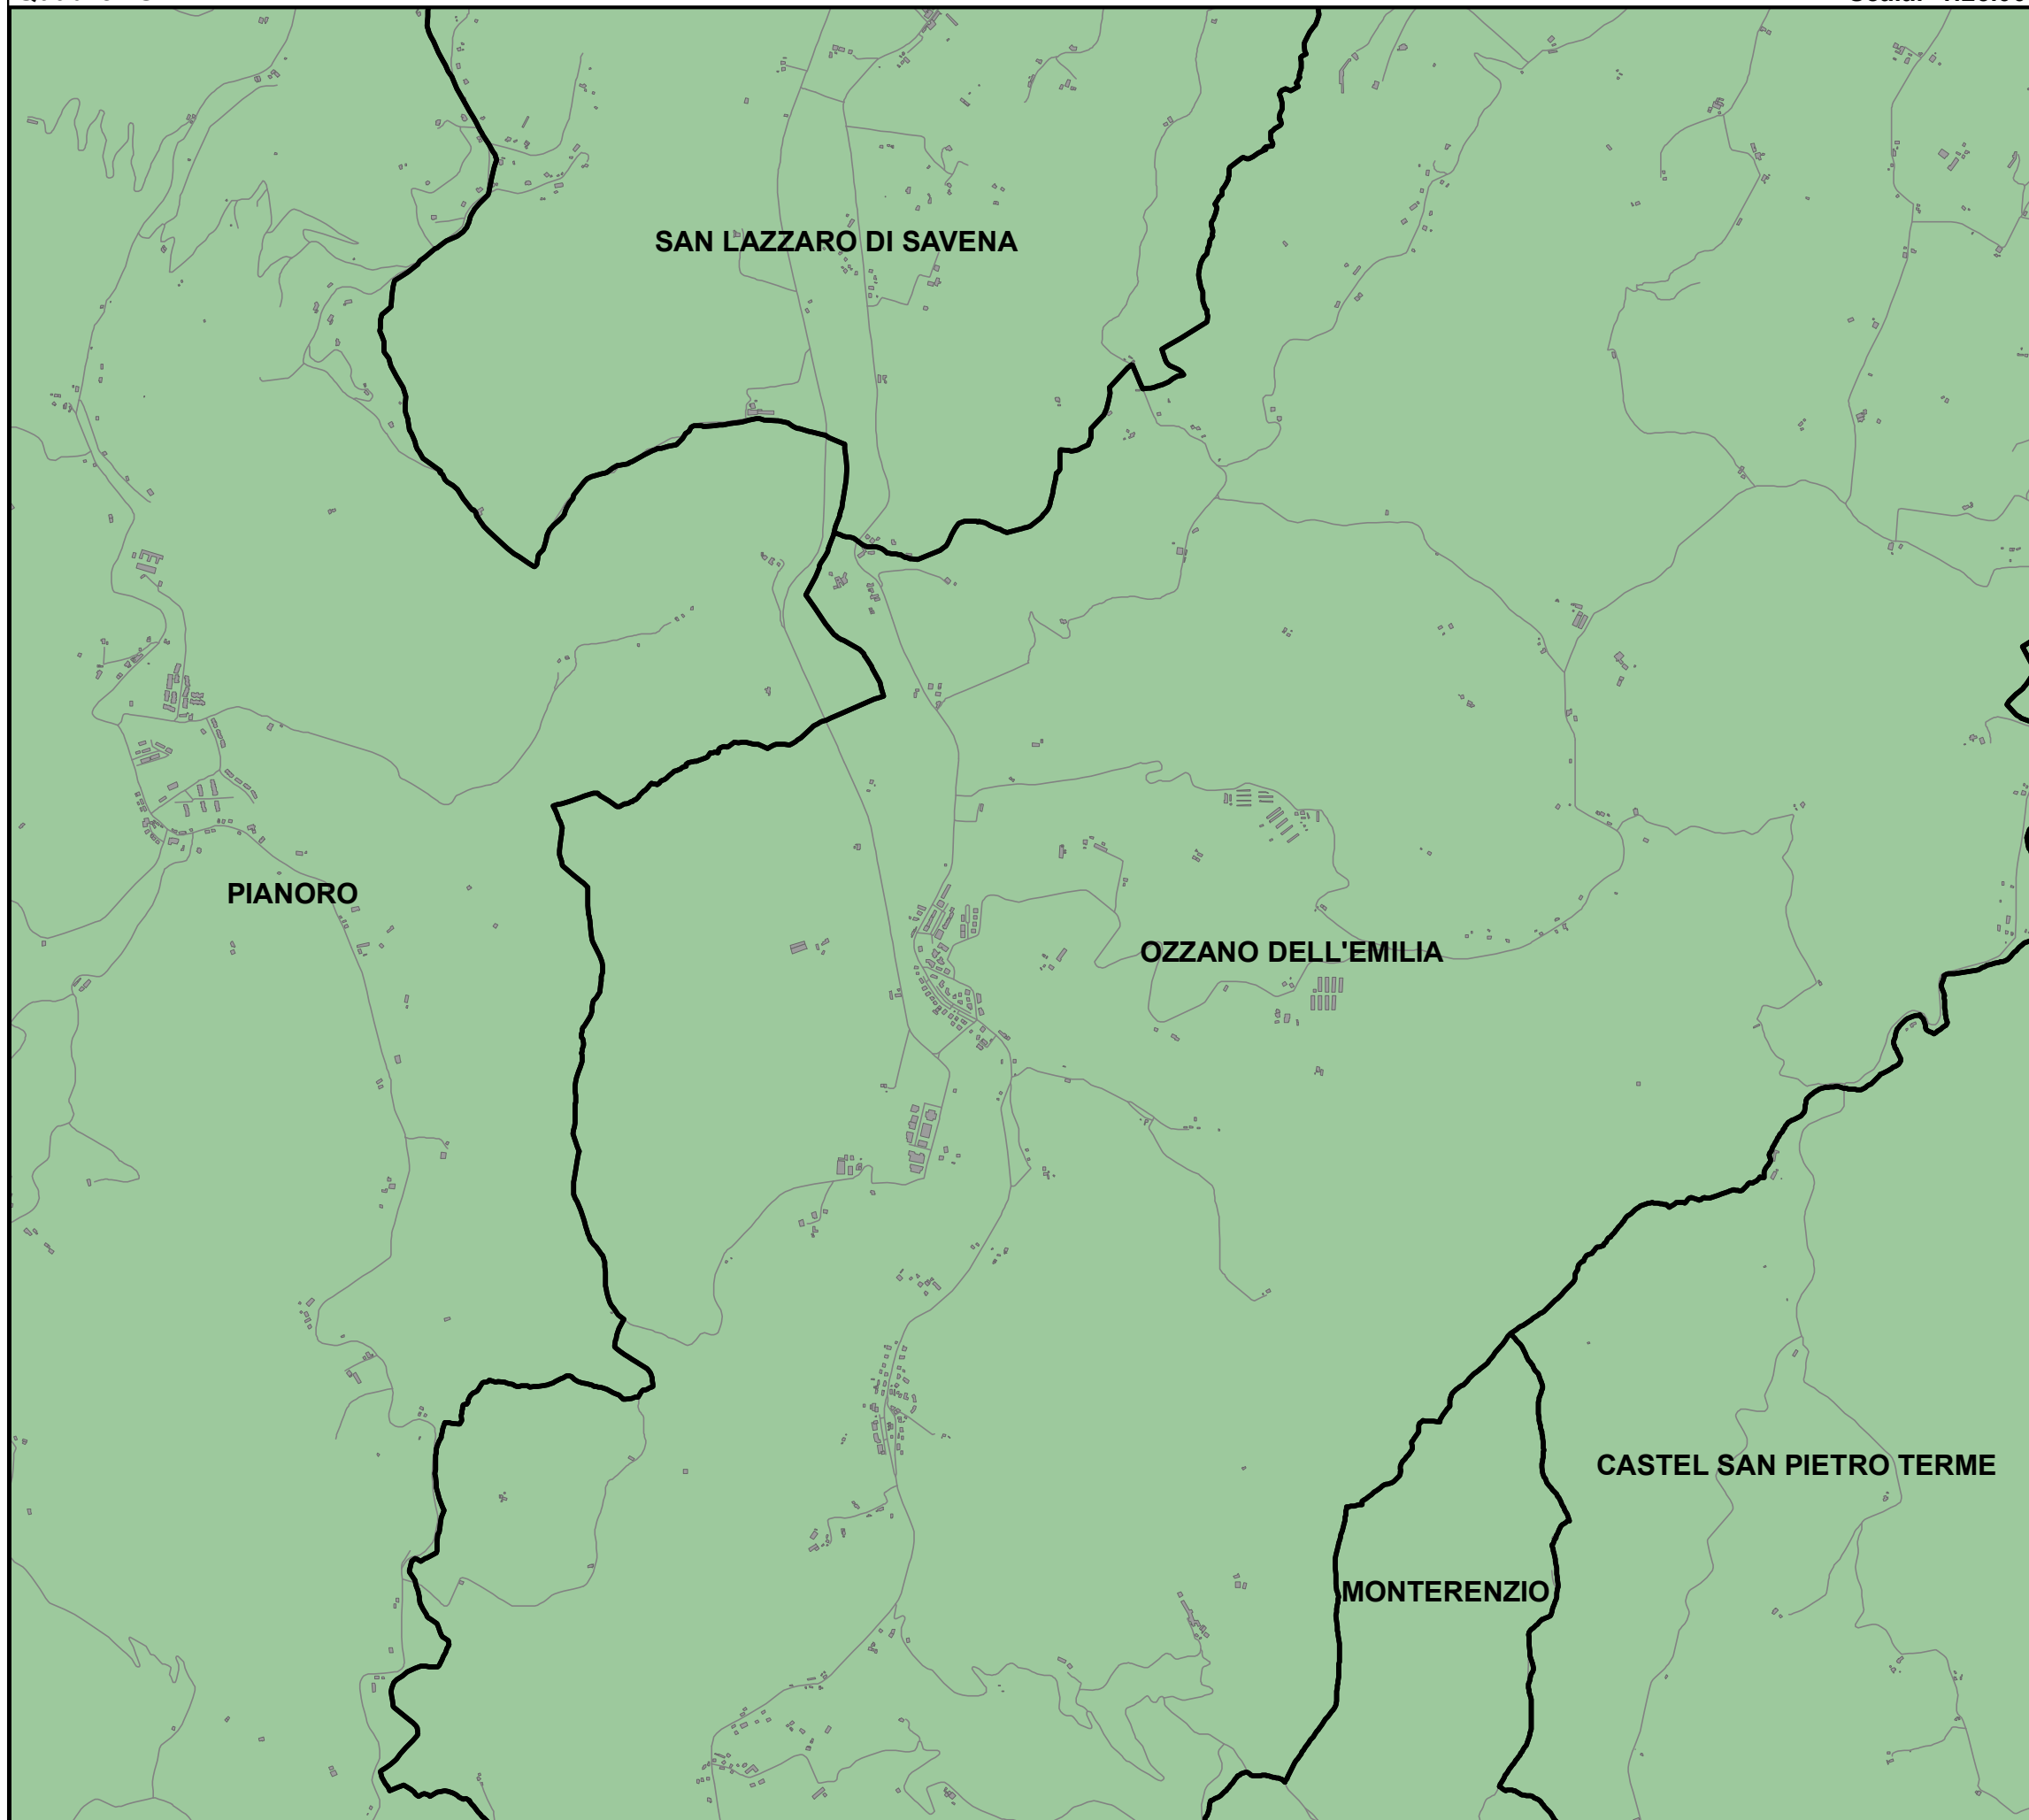 SAN LAZZARO DI SAVENA
PIANORO
OZZANO DELL'EMILIA
CASTEL SAN PIETRO TERME
MONTERENZIO